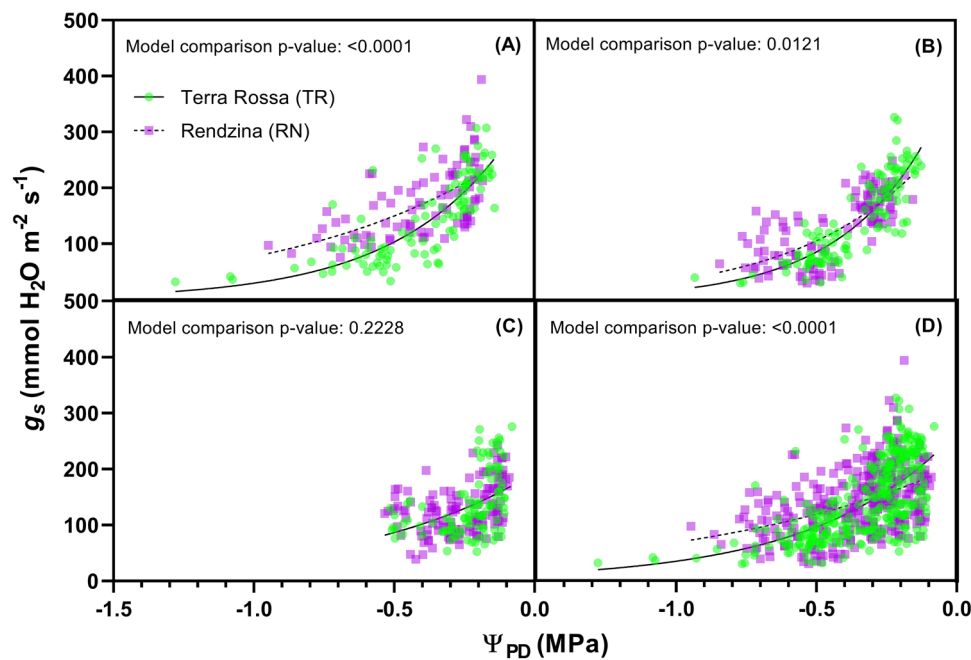 500
Model comparison p-value: <0.0001
(A)
Model comparison p-value: 0.0121
(B)
400
Terra Rossa (TR)
Rendzina (RN)
300
200
100
500
Model comparison p-value: 0.2228
(C)
Model comparison p-value: <0.0001
(D)
400
300
200
100
0
gs (mmol H2O m-2 s-1)
-1.5
-1.0
-0.5
0.0
-1.0
-0.5
0.0
ΨPD (MPa)